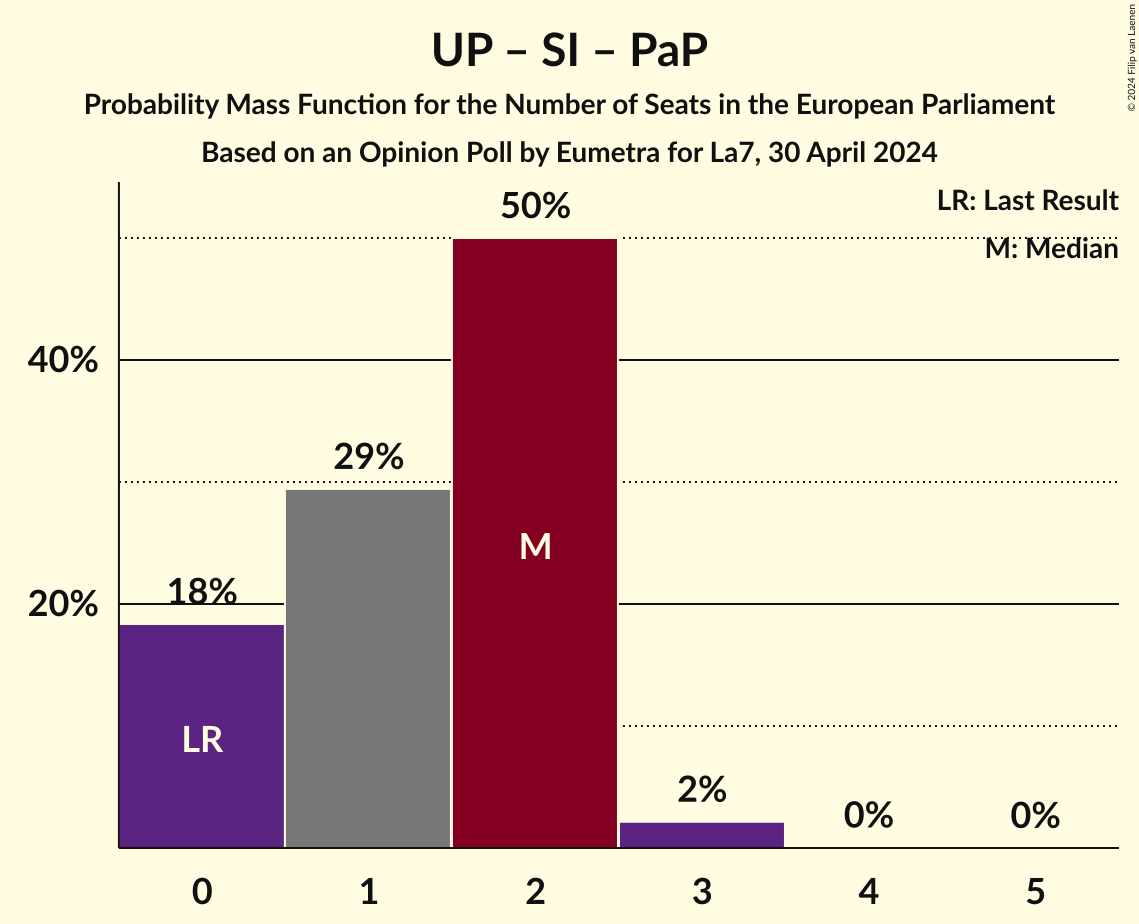 UP – SI – PaP
Probability Mass Function for the Number of Seats in the European Parliament
Based on an Opinion Poll by Eumetra for La7, 30 April 2024
© 2024 Filip van Laenen
LR: Last Result
M: Median
50%
40%
29%
M
20%
18%
LR
2%
0%
0%
0
1
2
3
4
5